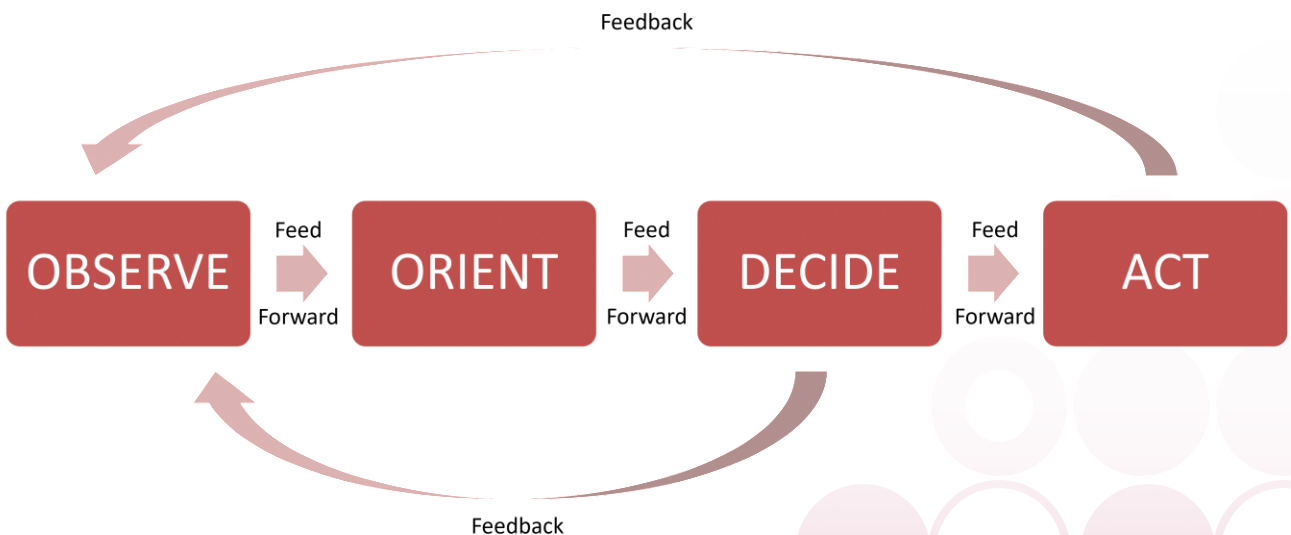 Feedback
OBSERVE
Feed
Forward
ORIENT
Feed
Forward
DECIDE
Feed
Forward
ACT
Feedback